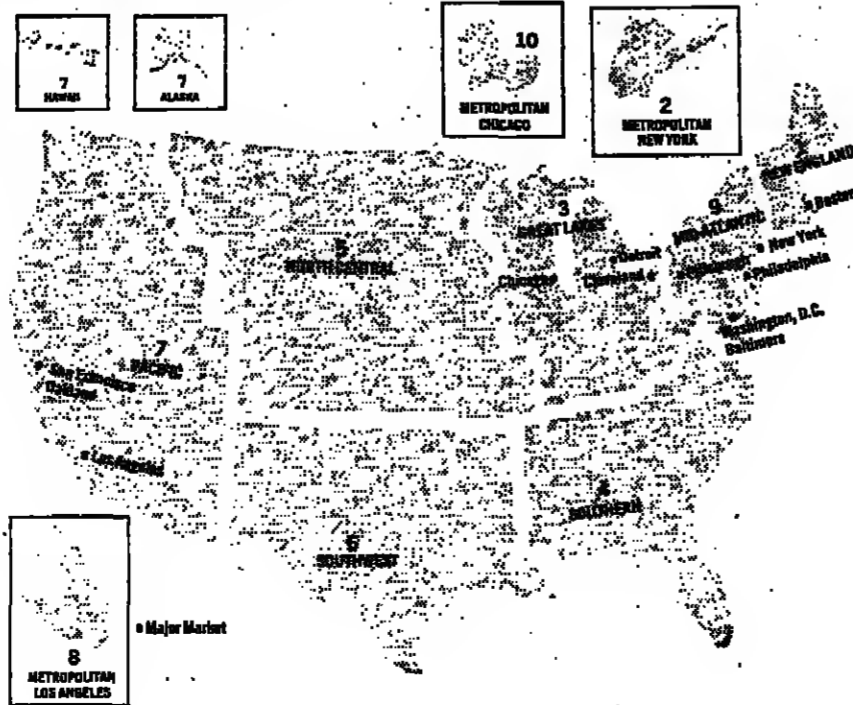 7
HAWAII
7
ALASKA
10
METROPOLITAN
CHICAGO
2
METROPOLITAN
NEW YORK
1
NEW ENGLAND
Boston
9
MID-ATLANTIC
New York
Pittsburgh
Philadelphia
Washington, D.C.
Baltimore
3
GREAT LAKES
Detroit
Cleveland
Chicago
5
NORTH CENTRAL
7
PACIFIC
San Francisco
Oakland
Los Angeles
4
SOUTHERN
6
SOUTHWEST
8
METROPOLITAN
LOS ANGELES
Major Market